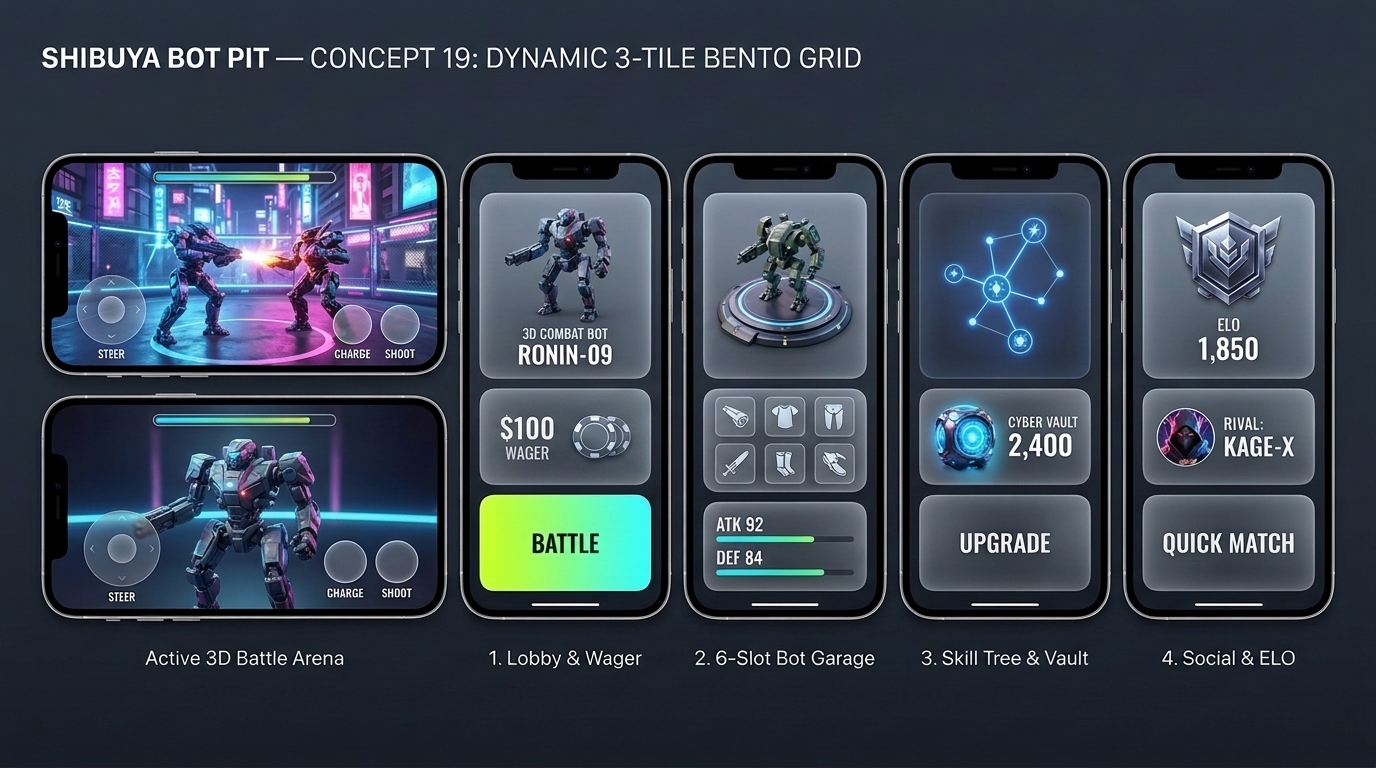 SHIBUYA BOT PIT — CONCEPT 19: DYNAMIC 3-TILE BENTO GRID
STEER
CHARGE
SHOOT
STEER
CHARGE
SHOOT
Active 3D Battle Arena
3D COMBAT BOT
RONIN-09
$100
WAGER
BATTLE
1. Lobby & Wager
ATK 92
DEF 84
2. 6-Slot Bot Garage
CYBER VAULT
2,400
UPGRADE
3. Skill Tree & Vault
ELO
1,850
RIVAL:
KAGE-X
QUICK MATCH
4. Social & ELO